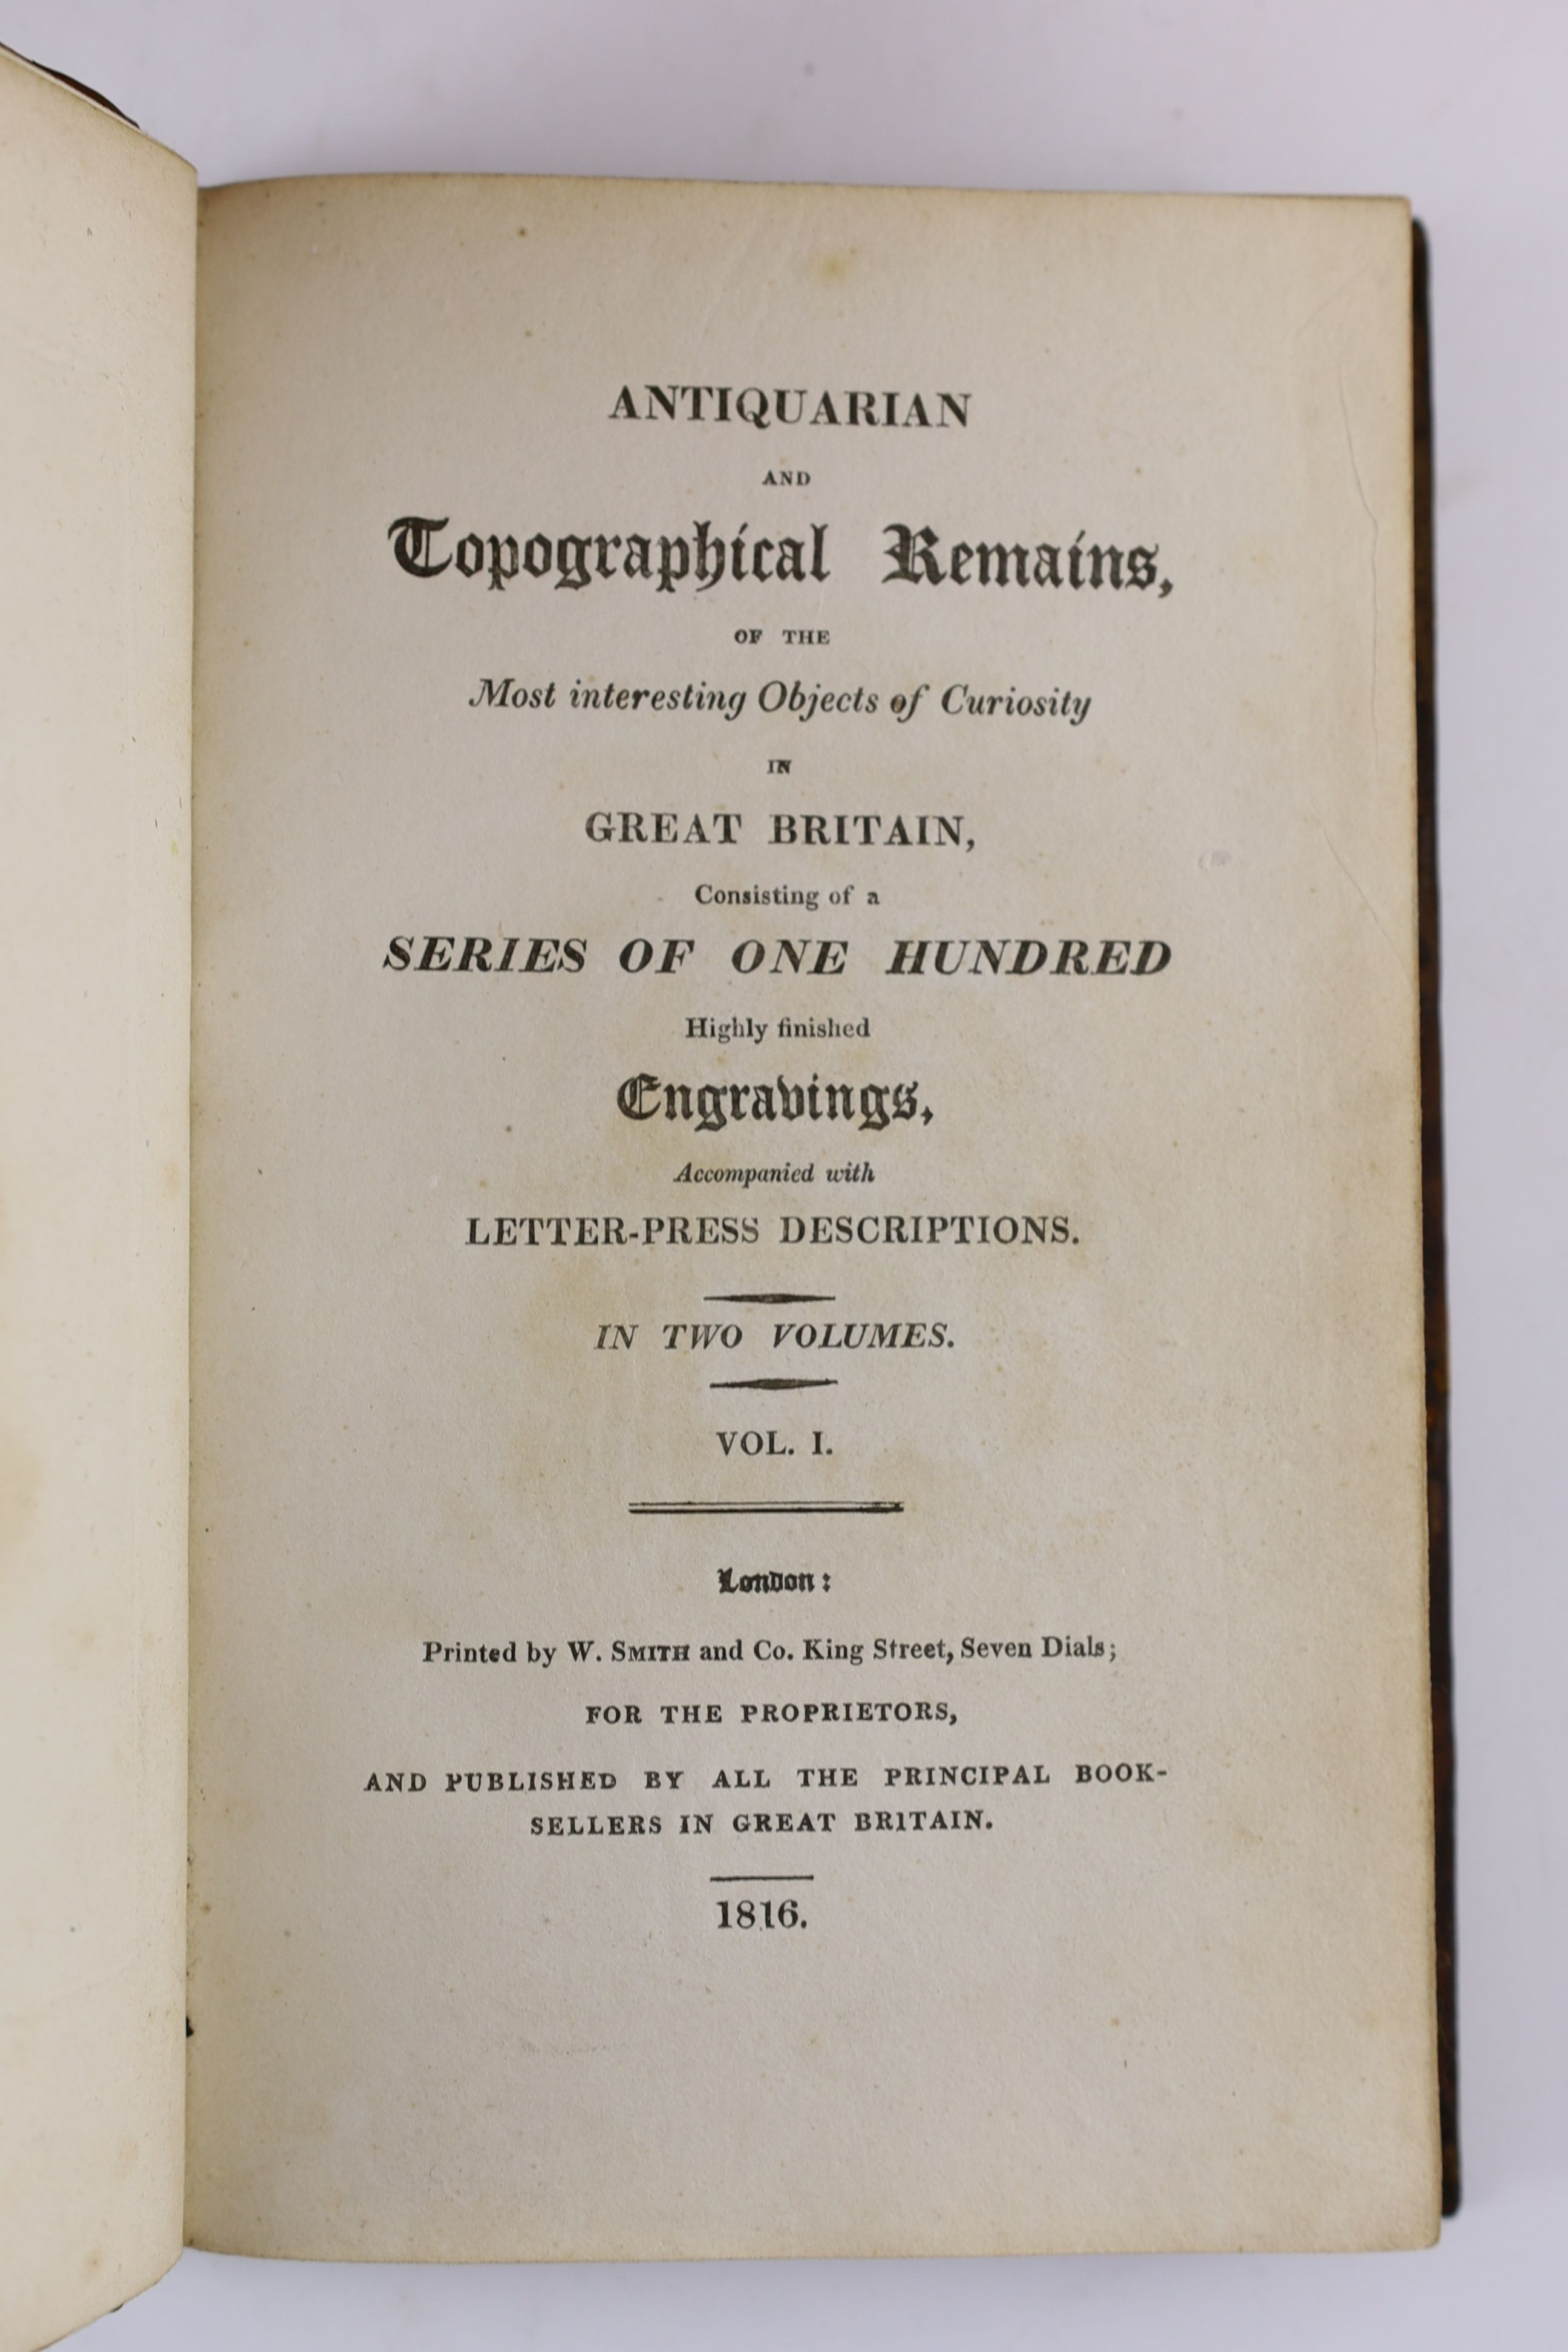 ANTIQUARIAN
AND
Topographical Remains,
OF THE
Most interesting Objects of Curiosity
IN
GREAT BRITAIN,
Consisting of a
SERIES OF ONE HUNDRED
Highly finished
Engravings,
Accompanied with
LETTER-PRESS DESCRIPTIONS.
IN TWO VOLUMES.
VOL. I.
London:
Printed by W. SMITH and Co. King Street, Seven Dials;
FOR THE PROPRIETORS,
AND PUBLISHED BY ALL THE PRINCIPAL BOOK-
SELLERS IN GREAT BRITAIN.
1816.